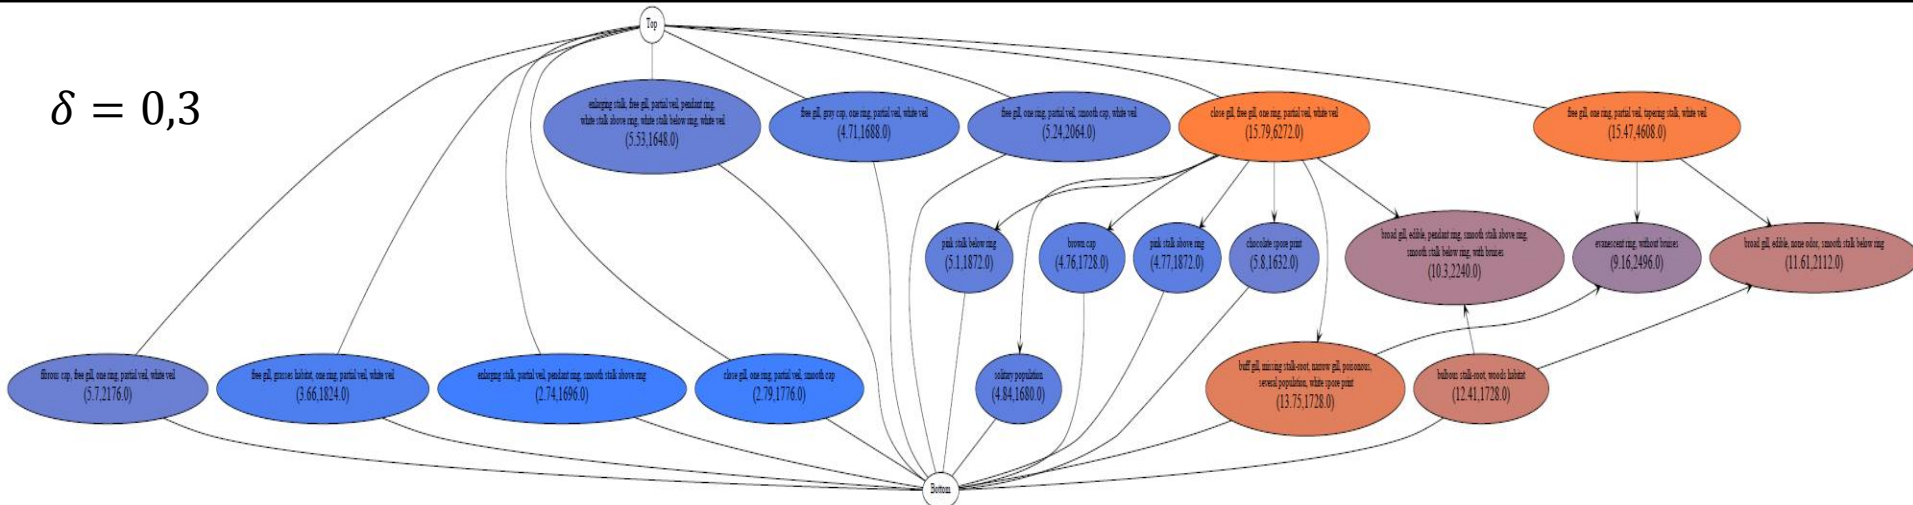 Top
δ = 0,3
enlarging stalk, free gill, partial veil, pendant ring,
white stalk above ring, white stalk below ring, white veil
(5.53,1648.0)
free gill, gray cap, one ring, partial veil, white veil
(4.71,1688.0)
free gill, one ring, partial veil, smooth cap, white veil
(5.24,2064.0)
close gill, free gill, one ring, partial veil, white veil
(15.79,6272.0)
free gill, one ring, partial veil, tapering stalk, white veil
(15.47,4608.0)
pink stalk below ring
(5.1,1872.0)
brown cap
(4.76,1728.0)
pink stalk above ring
(4.77,1872.0)
chocolate spore print
(5.8,1632.0)
broad gill, edible, pendant ring, smooth stalk above ring,
smooth stalk below ring, with bruises
(10.3,2240.0)
evanescent ring, without bruises
(9.16,2496.0)
broad gill, edible, none odor, smooth stalk below ring
(11.61,2112.0)
fibrous cap, free gill, one ring, partial veil, white veil
(5.7,2176.0)
free gill, grasses habitat, one ring, partial veil, white veil
(3.66,1824.0)
enlarging stalk, partial veil, pendant ring, smooth stalk above ring
(2.74,1696.0)
close gill, one ring, partial veil, smooth cap
(2.79,1776.0)
solitary population
(4.84,1680.0)
buff gill, missing stalk-root, narrow gill, poisonous,
several population, white spore print
(13.75,1728.0)
bulbous stalk-root, woods habitat
(12.41,1728.0)
Bottom